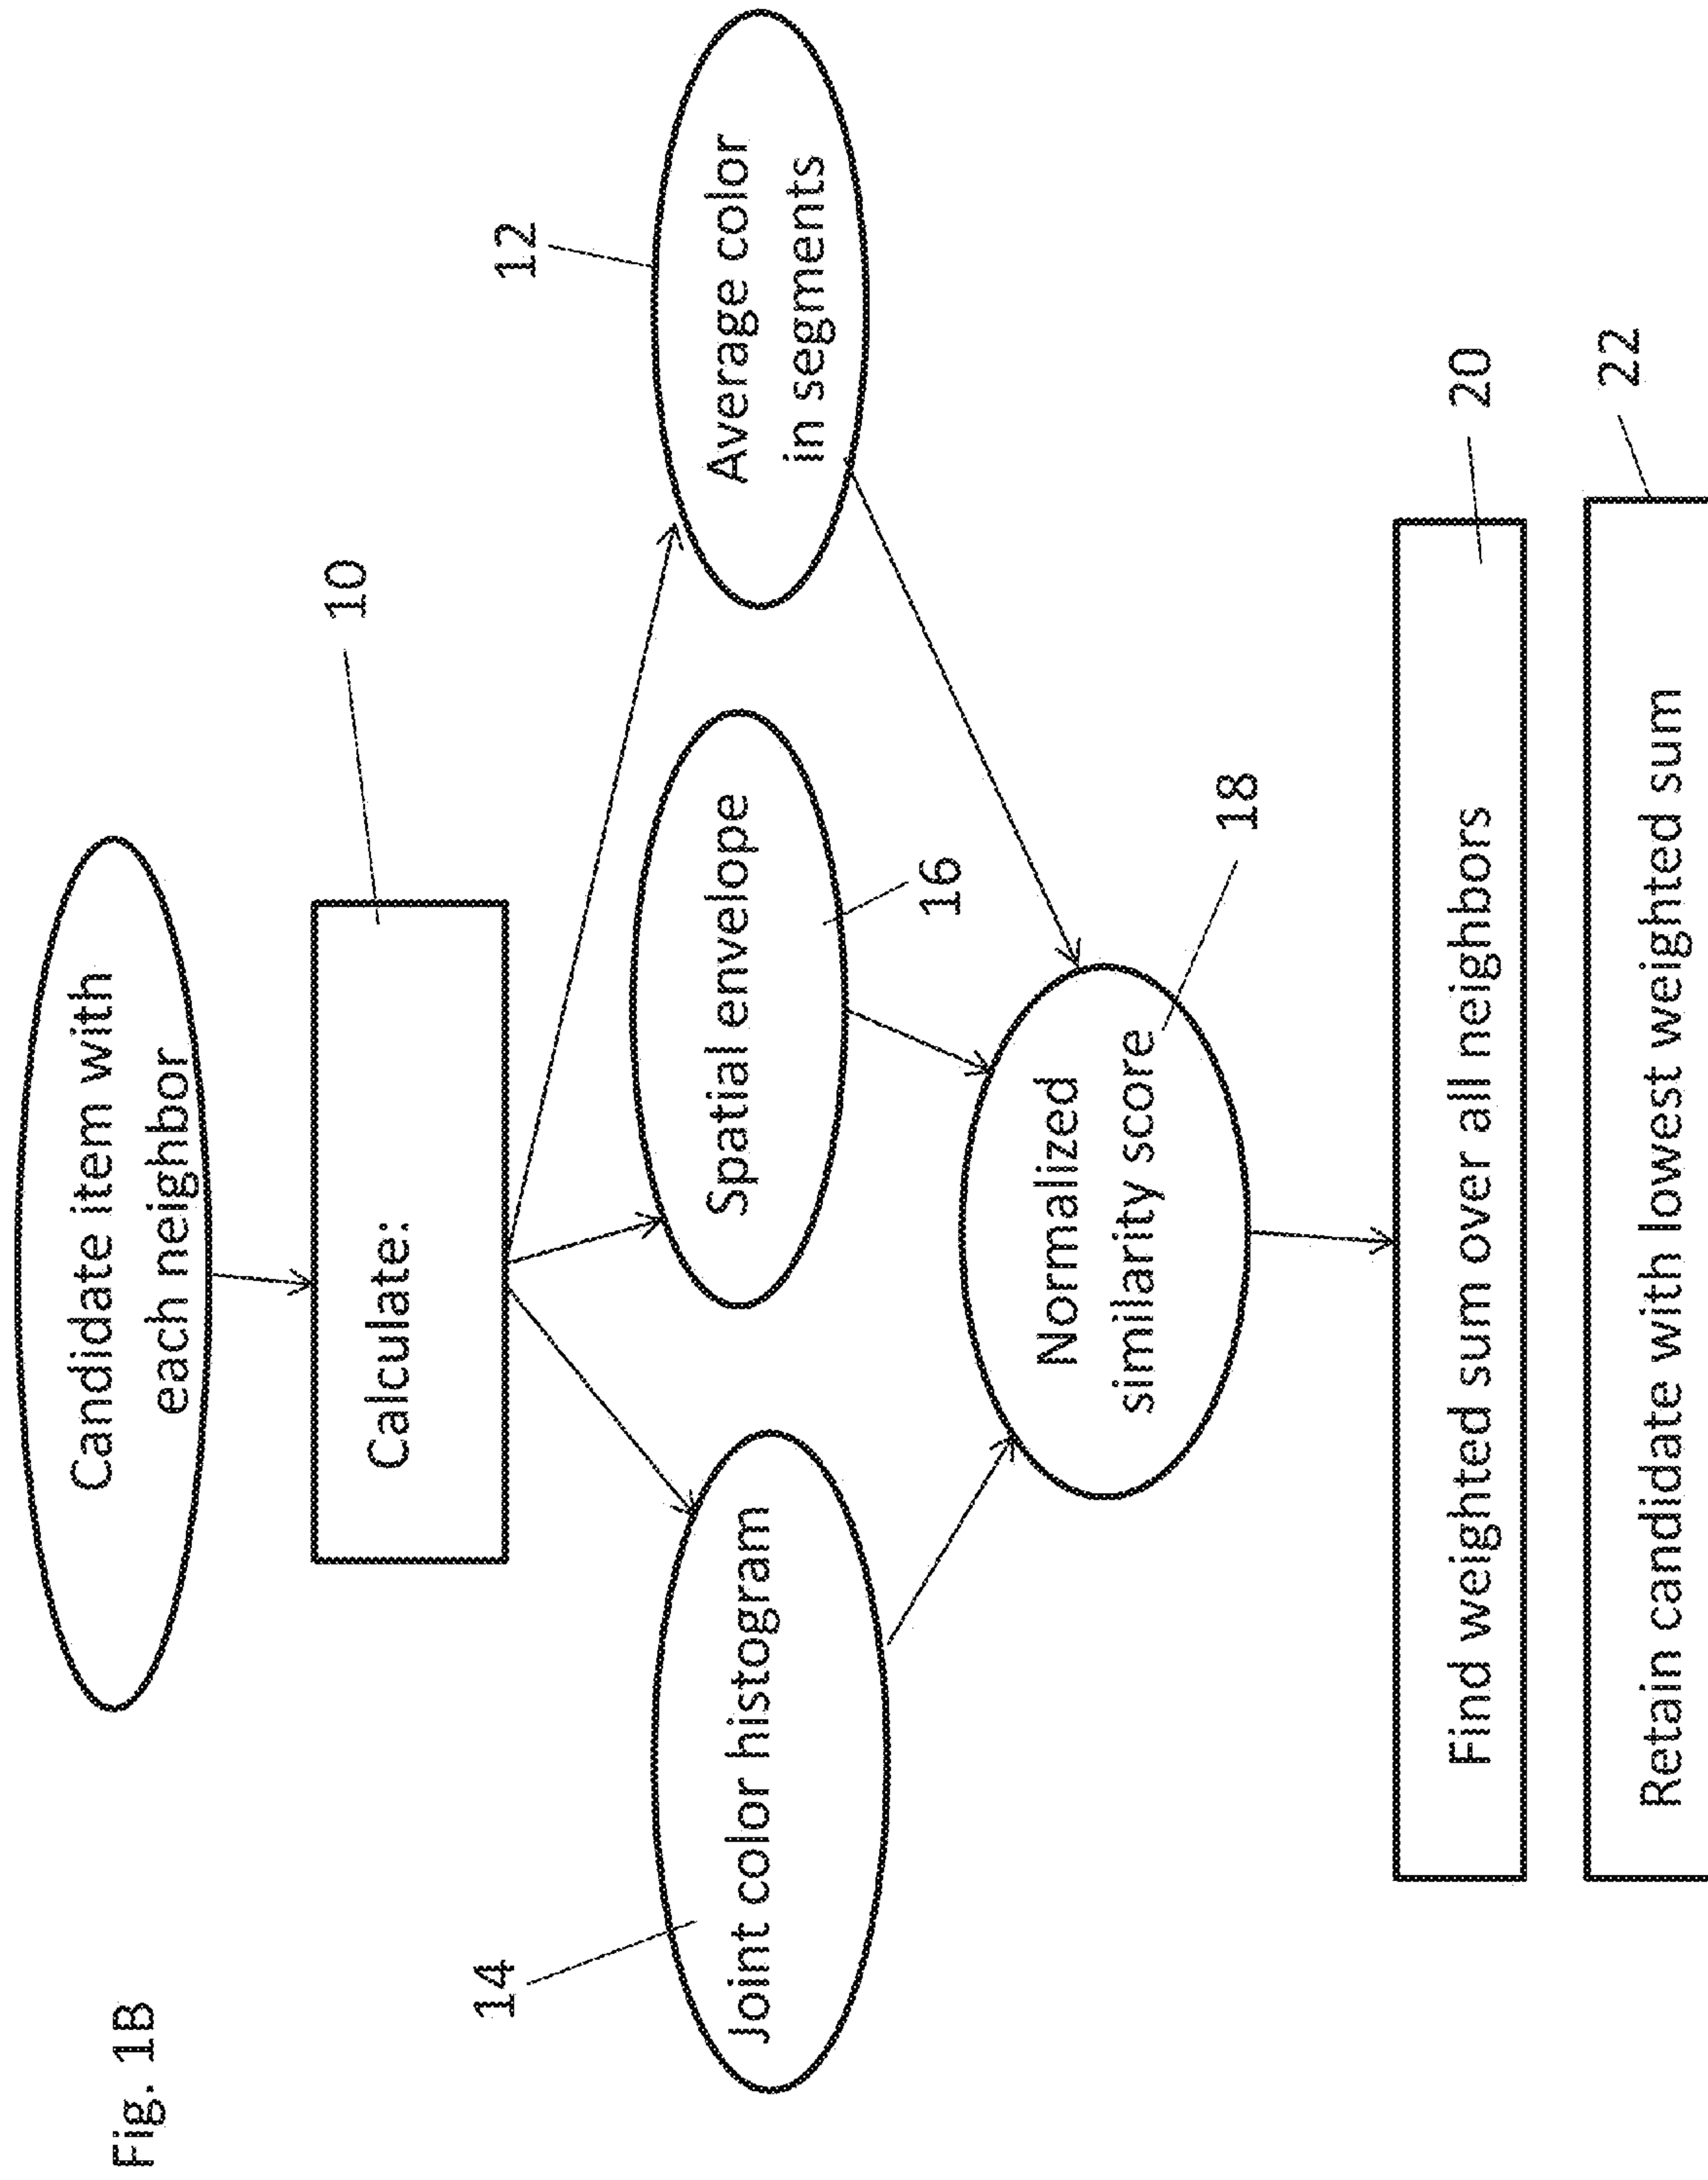 Fig. 1B
Candidate item with
each neighbor
Calculate:
10
14
12
Joint color histogram
Spatial envelope
Average color
in segments
16
Normalized
similarity score
18
Find weighted sum over all neighbors
20
Retain candidate with lowest weighted sum
22